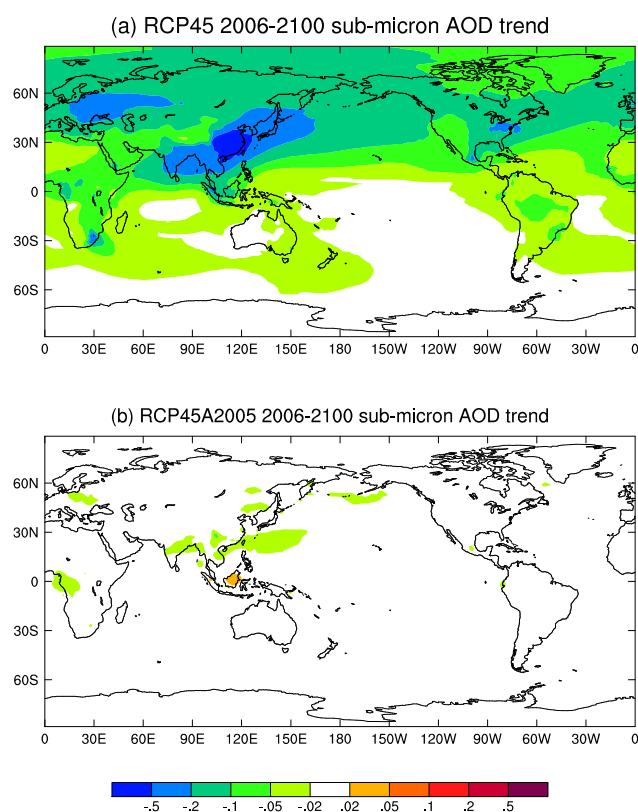 (a) RCP45 2006-2100 sub-micron AOD trend
60N
30N
0
30S
60S
0 30E 60E 90E 120E 150E 180 150W 120W 90W 60W 30W 0
(b) RCP45A2005 2006-2100 sub-micron AOD trend
60N
30N
0
30S
60S
0 30E 60E 90E 120E 150E 180 150W 120W 90W 60W 30W 0
-.5 -.2 -.1 -.05 -.02 .02 .05 .1 .2 .5